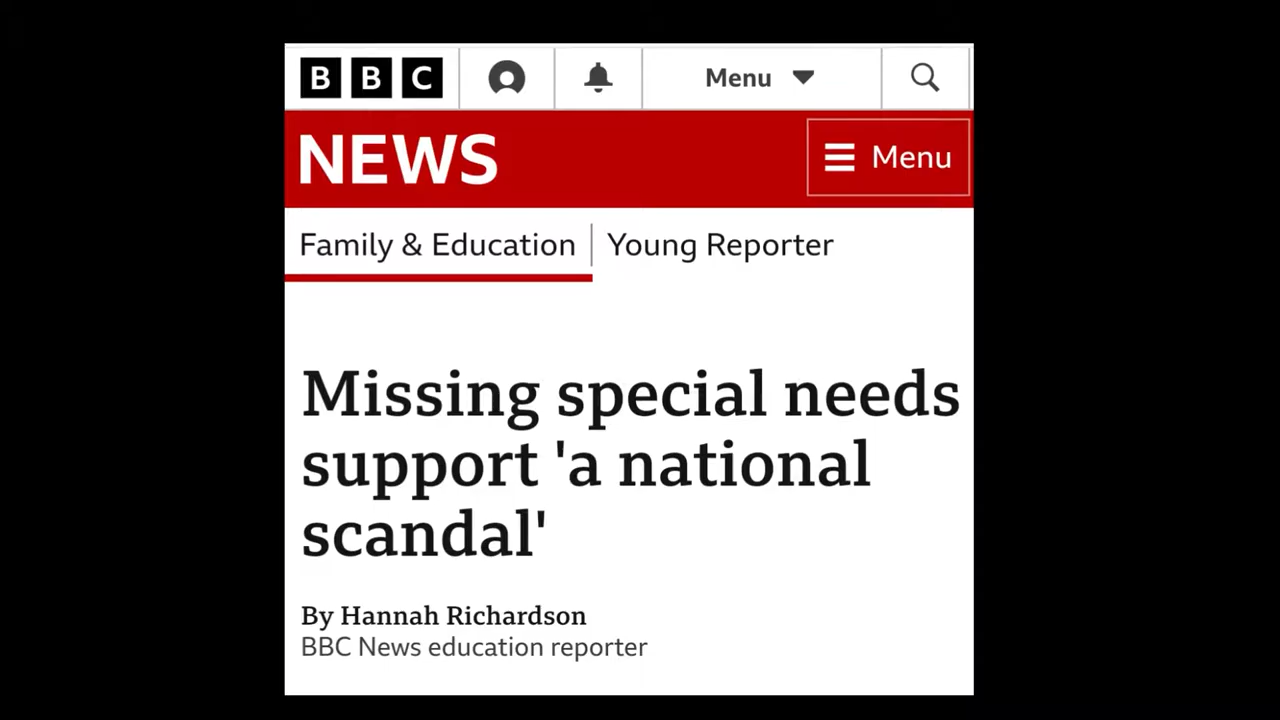 BBC Menu
NEWS Menu
Family & Education Young Reporter
Missing special needs
support 'a national
scandal'
By Hannah Richardson
BBC News education reporter